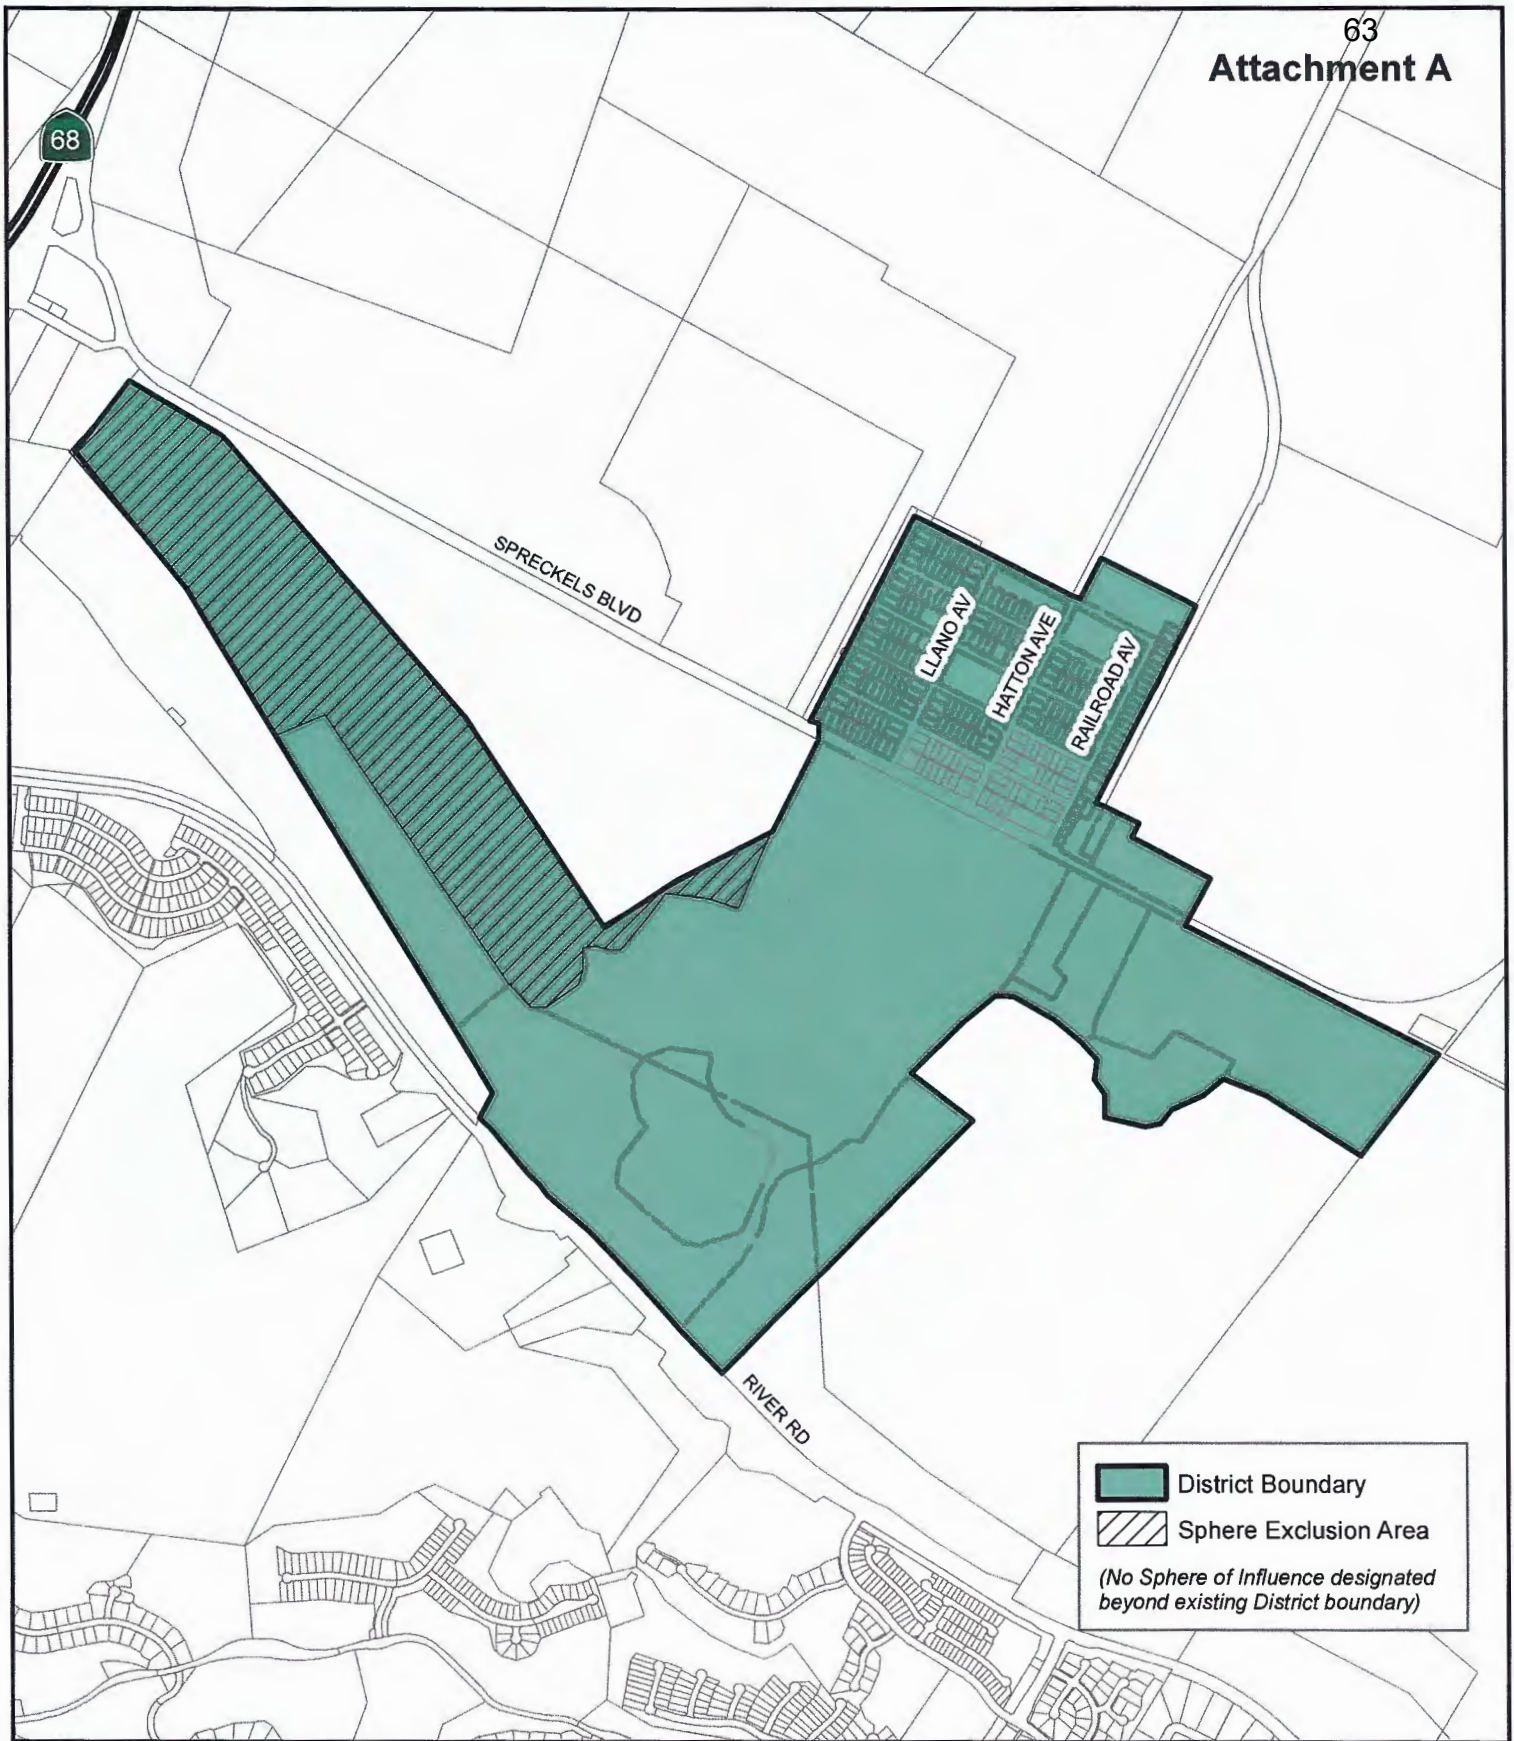 63
Attachment A
68
SPRECKELS BLVD
LLANO AV
HATTON AVE
RAILROAD AV
RIVER RD
District Boundary
Sphere Exclusion Area
(No Sphere of Influence designated
beyond existing District boundary)